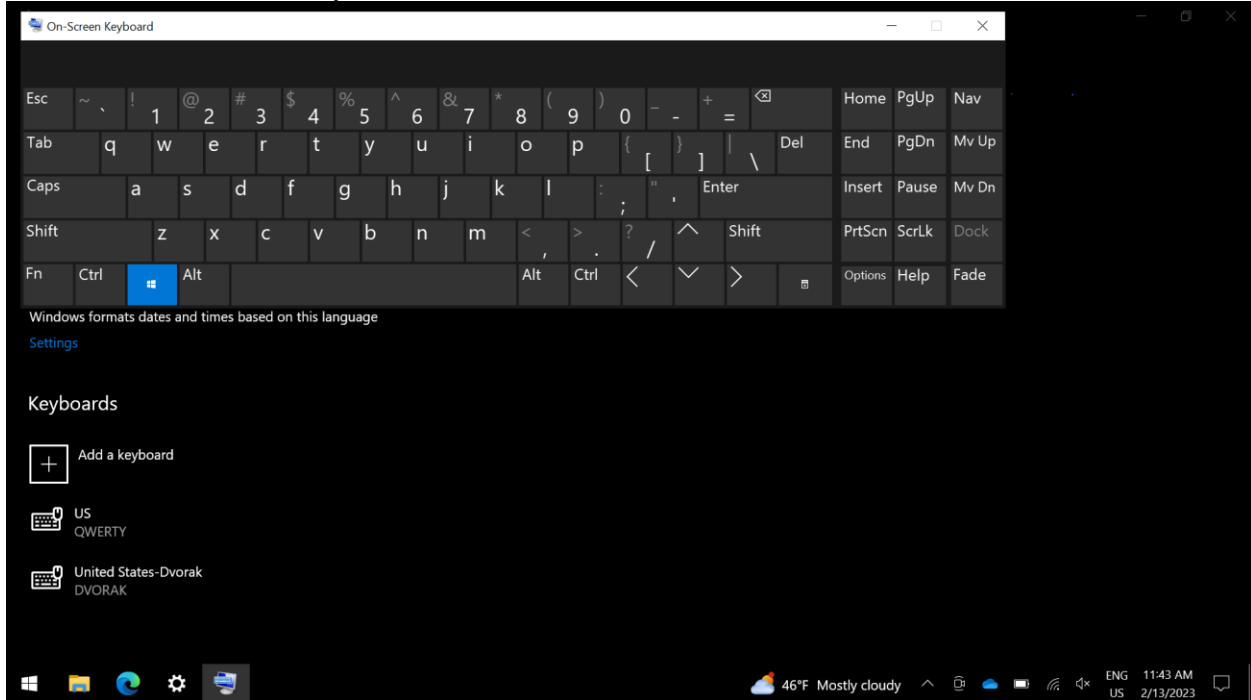 On-Screen Keyboard
Esc ~ ` ! 1 @ 2 # 3 $ 4 % 5 ^ 6 & 7 * 8 ( 9 ) 0 _ - + = Home PgUp Nav
Tab q w e r t y u i o p { [ } ] | \ Del End PgDn Mv Up
Caps a s d f g h j k l : ; " ' Enter Insert Pause Mv Dn
Shift z x c v b n m < , > . ? / Shift PrtScn ScrLk Dock
Fn Ctrl Alt Alt Ctrl Options Help Fade
Windows formats dates and times based on this language
Settings
Keyboards
Add a keyboard
US
QWERTY
United States-Dvorak
DVORAK
46°F Mostly cloudy
ENG
US
11:43 AM
2/13/2023